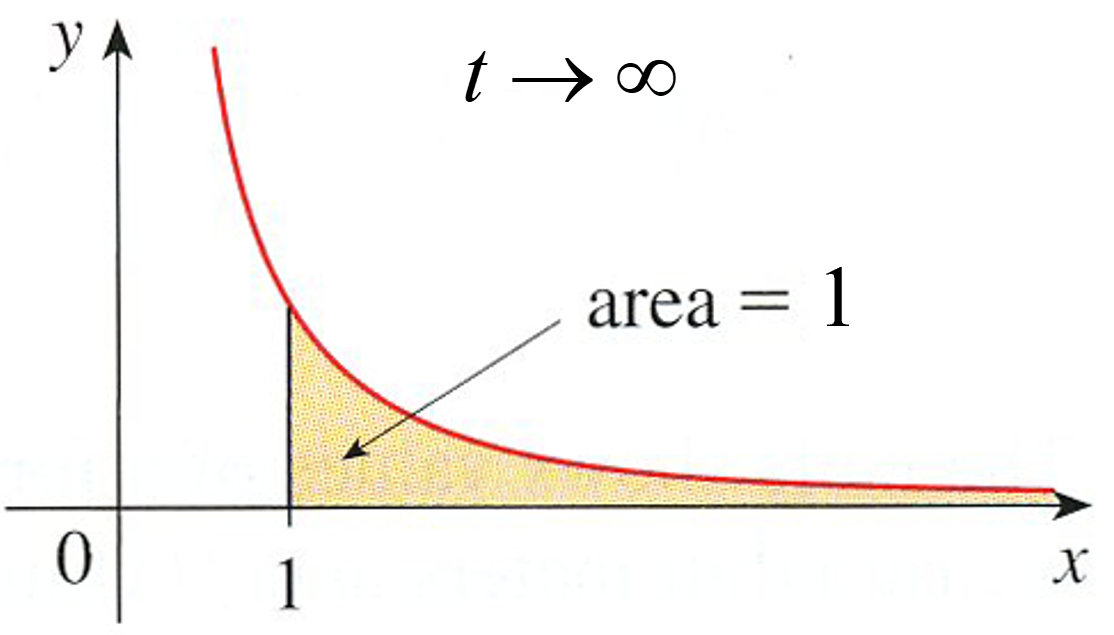 y
t → ∞
area = 1
0
1
x